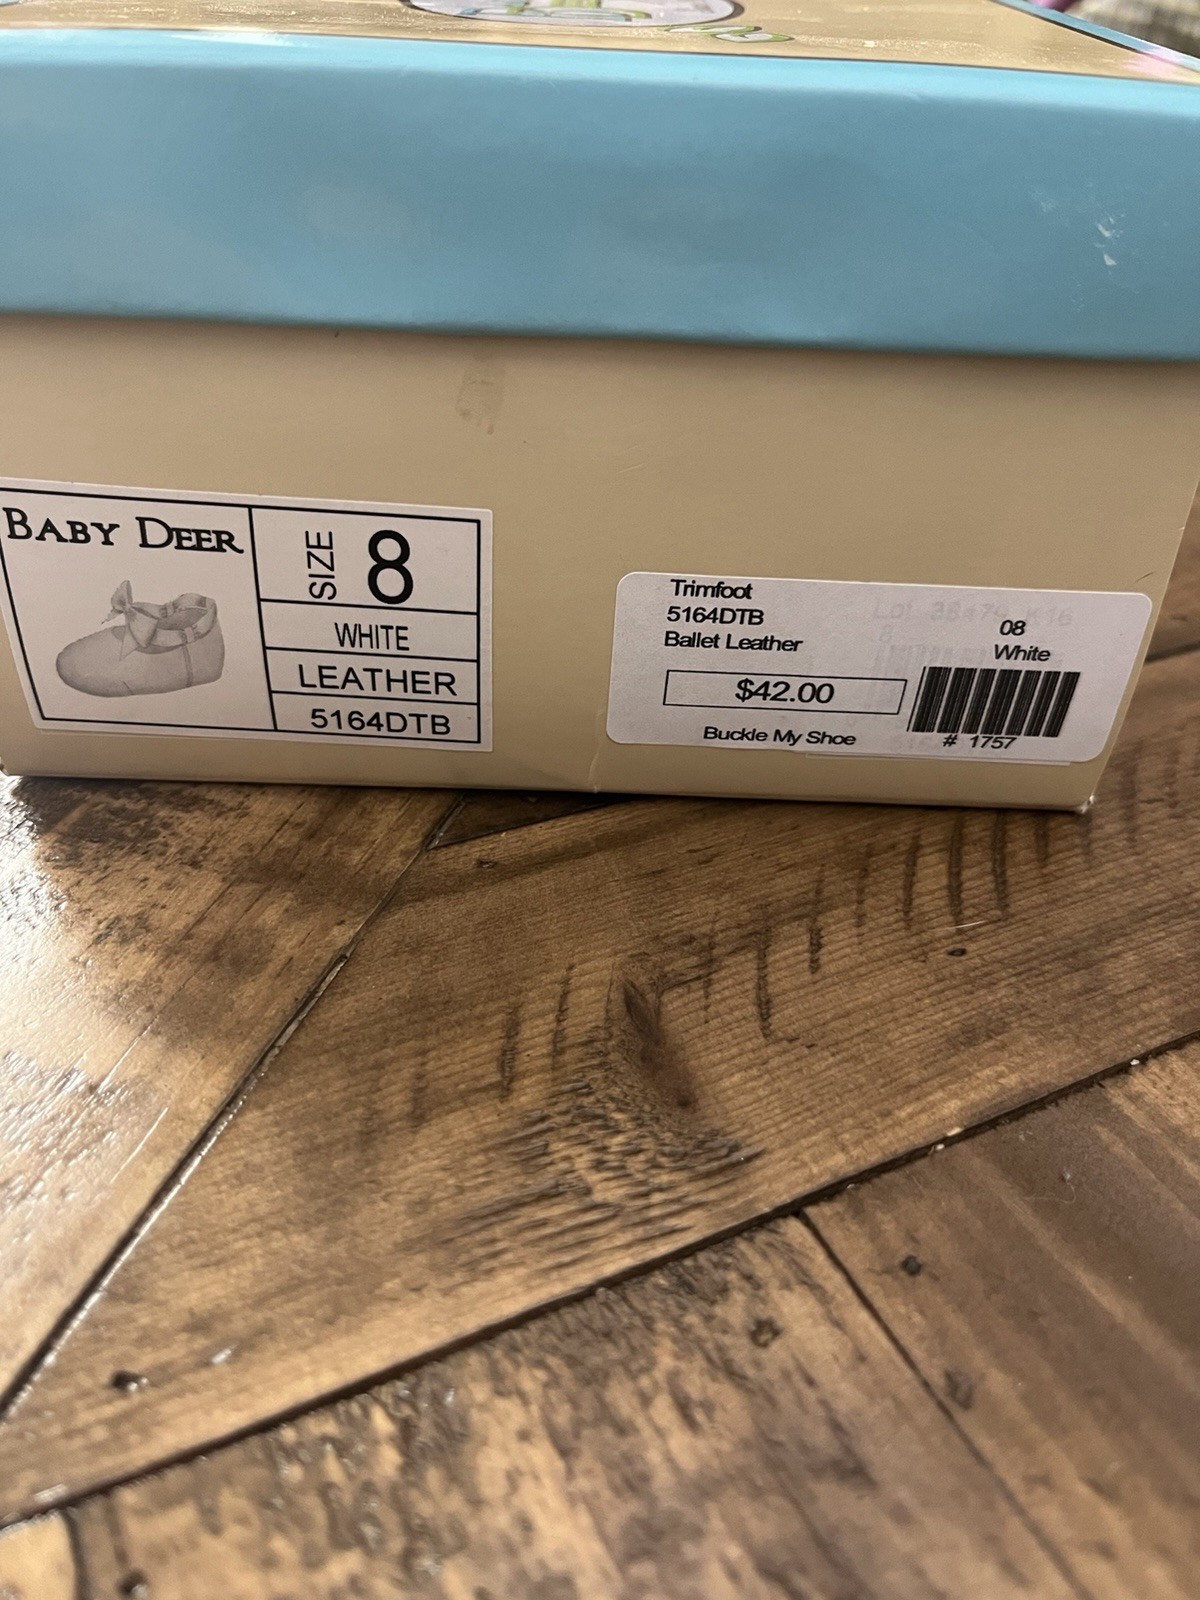 BABY DEER
SIZE 8
WHITE
LEATHER
5164DTB
Trimfoot
5164DTB
Ballet Leather
08
White
$42.00
Buckle My Shoe
# 1757